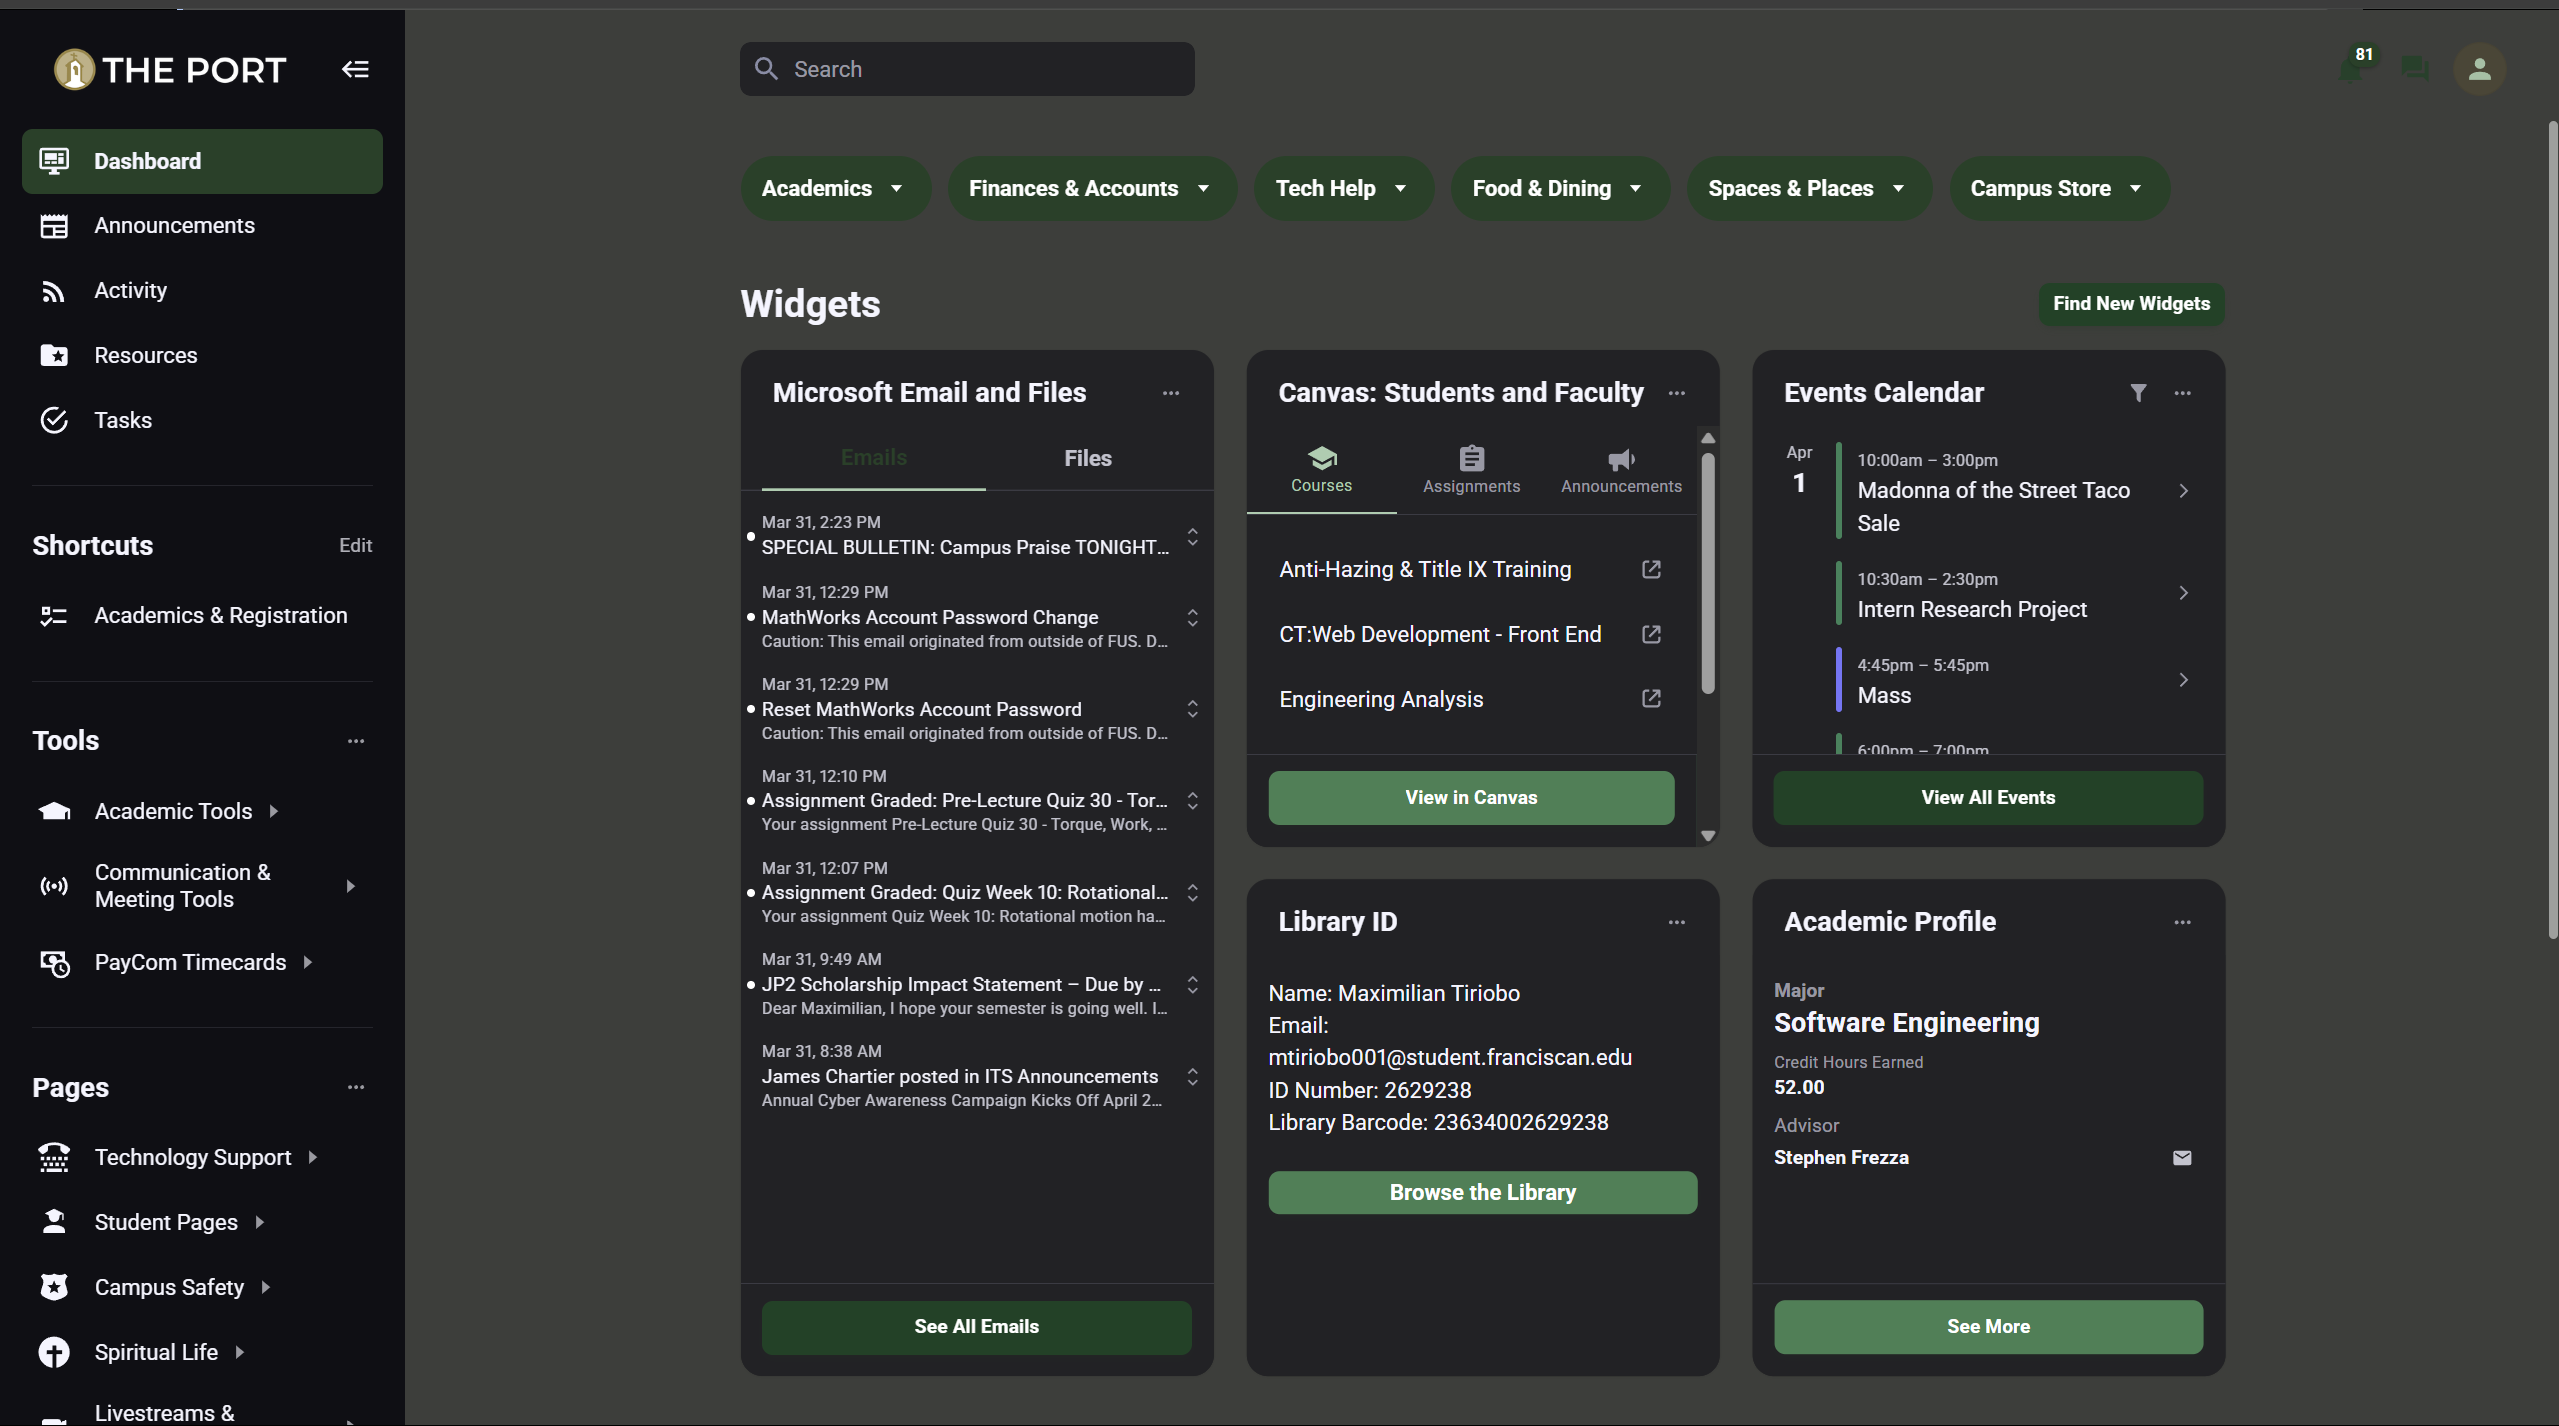 THE PORT
Dashboard
Announcements
Activity
Resources
Tasks
Shortcuts
Edit
Academics & Registration
Tools
Academic Tools
Communication &
Meeting Tools
PayCom Timecards
Pages
Technology Support
Student Pages
Campus Safety
Spiritual Life
Livestreams &
Search
81
Academics
Finances & Accounts
Tech Help
Food & Dining
Spaces & Places
Campus Store
Widgets
Find New Widgets
Microsoft Email and Files
Emails
Files
Mar 31, 2:23 PM
SPECIAL BULLETIN: Campus Praise TONIGHT...
Mar 31, 12:29 PM
MathWorks Account Password Change
Caution: This email originated from outside of FUS. D...
Mar 31, 12:29 PM
Reset MathWorks Account Password
Caution: This email originated from outside of FUS. D...
Mar 31, 12:10 PM
Assignment Graded: Pre-Lecture Quiz 30 - Tor...
Your assignment Pre-Lecture Quiz 30 - Torque, Work, ...
Mar 31, 12:07 PM
Assignment Graded: Quiz Week 10: Rotational...
Your assignment Quiz Week 10: Rotational motion ha...
Mar 31, 9:49 AM
JP2 Scholarship Impact Statement – Due by ...
Dear Maximilian, I hope your semester is going well. I...
Mar 31, 8:38 AM
James Chartier posted in ITS Announcements
Annual Cyber Awareness Campaign Kicks Off April 2...
See All Emails
Canvas: Students and Faculty
Courses
Assignments
Announcements
Anti-Hazing & Title IX Training
CT:Web Development - Front End
Engineering Analysis
View in Canvas
Events Calendar
Apr
1
10:00am – 3:00pm
Madonna of the Street Taco
Sale
10:30am – 2:30pm
Intern Research Project
4:45pm – 5:45pm
Mass
6:00pm – 7:00pm
View All Events
Library ID
Name: Maximilian Tiriobo
Email:
mtiriobo001@student.franciscan.edu
ID Number: 2629238
Library Barcode: 23634002629238
Browse the Library
Academic Profile
Major
Software Engineering
Credit Hours Earned
52.00
Advisor
Stephen Frezza
See More